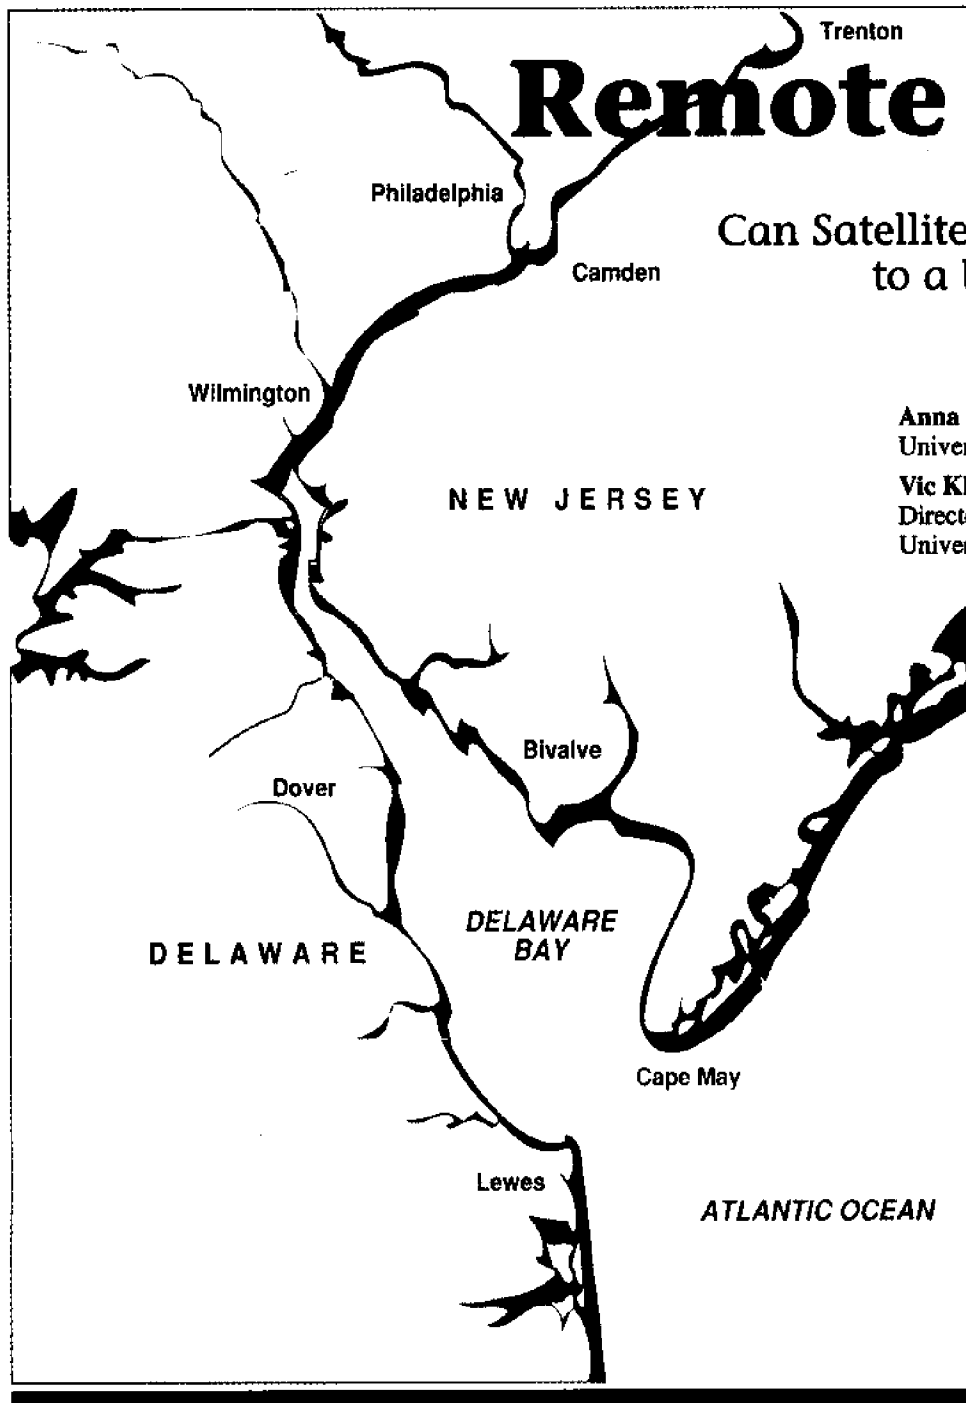 Trenton
Remote
Philadelphia
Can Satellite
Camden
to a
Wilmington
Anna
Univer
NEW JERSEY
Vic Kl
Direct
Univer
Bivalve
Dover
DELAWARE
BAY
DELAWARE
Cape May
Lewes
ATLANTIC OCEAN